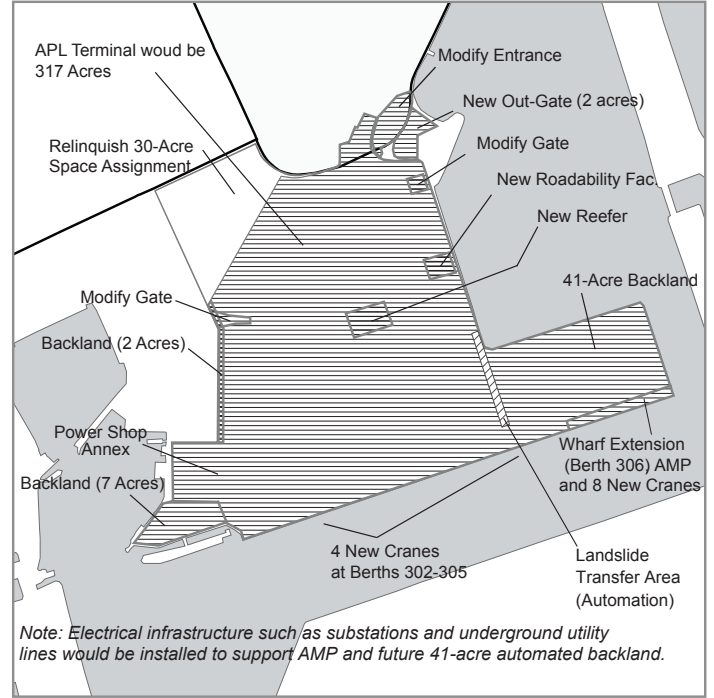 APL Terminal woud be
317 Acres
Modify Entrance
New Out-Gate (2 acres)
Relinquish 30-Acre
Space Assignment
Modify Gate
New Roadability Fac.
New Reefer
41-Acre Backland
Modify Gate
Backland (2 Acres)
Power Shop
Annex
Backland (7 Acres)
Wharf Extension
(Berth 306) AMP
and 8 New Cranes
4 New Cranes
at Berths 302-305
Landslide
Transfer Area
(Automation)
Note: Electrical infrastructure such as substations and underground utility
lines would be installed to support AMP and future 41-acre automated backland.